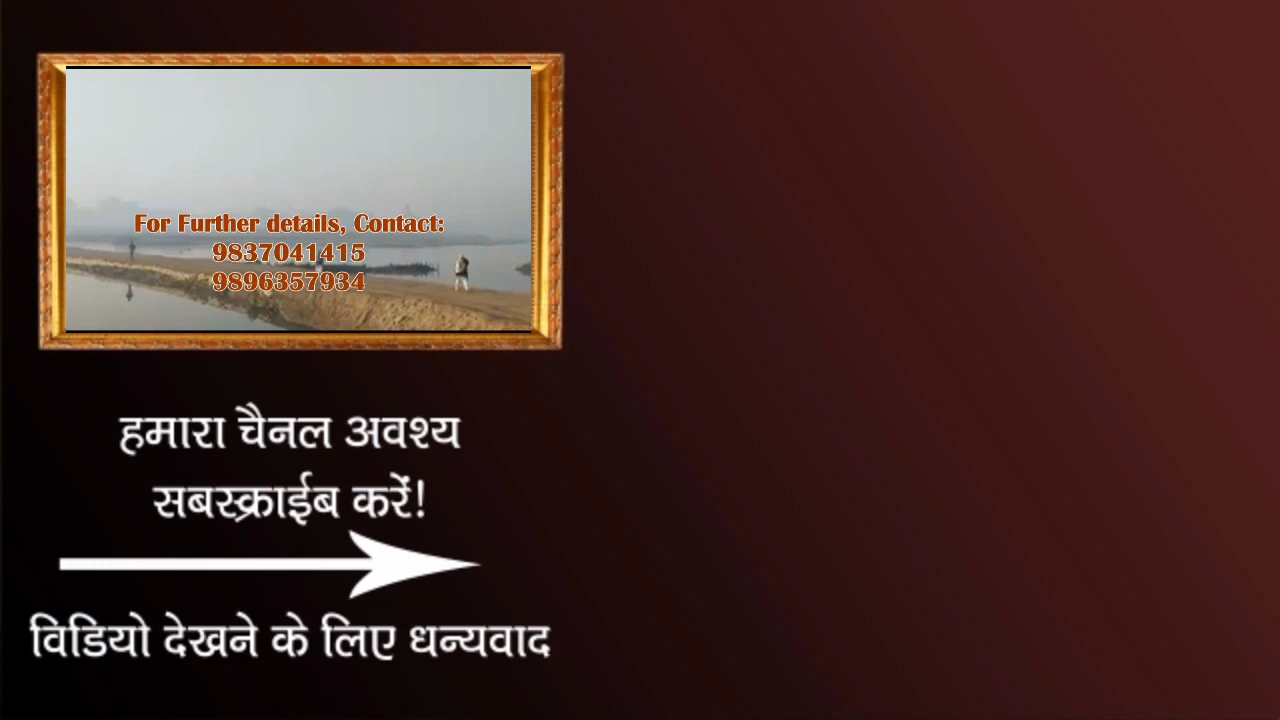 For Further details, Contact:
9837041415
9896357934
हमारा चैनल अवश्य
सबस्क्राईब करें!
विडियो देखने के लिए धन्यवाद